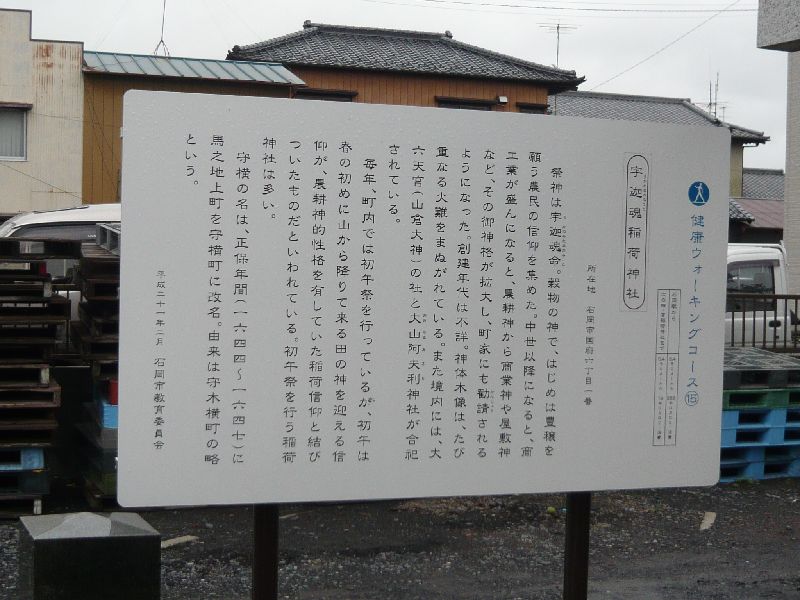 健康ウォーキングコース⑮
宇迦魂稲荷神社
所在地 石岡市国府六丁目一番
祭神は宇迦魂命。穀物の神で、はじめは豊穣を
願う農民の信仰を集めた。中世以降になると、商
工業が盛んになると、農耕神から商業神や屋敷神
など、その御神格が拡大し、町家にも勧請される
ようになった。創建年代は不詳。神体木像は、たび
重なる火難をまぬがれている。また境内には、大
六天宮(山倉大神)の社と大山阿夫利神社が合祀
されている。
毎年、町内では初午祭を行っているが、初午は
春の初めに山から降りて来る田の神を迎える信
仰が、農耕神的性格を有していた稲荷信仰と結び
ついたものだといわれている。初午祭を行う稲荷
神社は多い。
守横の名は、正保年間(一六四四~一六四七)に
馬之地上町を守横町に改名。由来は守木横町の略
という。
平成二十一年二月 石岡市教育委員会